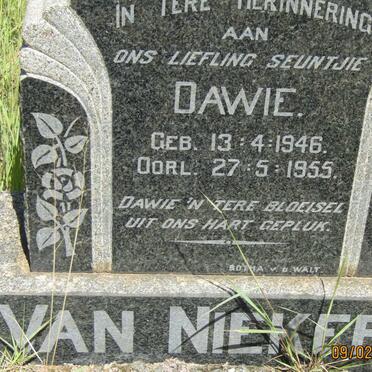 IN TERE HERINNERING
AAN
ONS LIEFLING SEUNTJIE
DAWIE.
GEB. 13·4·1946.
OORL. 27·5·1955.
DAWIE 'N TERE BLOEISEL
UIT ONS HART GEPLUK.
BOTHA v.d. WALT.
VAN NIEKER
09/02